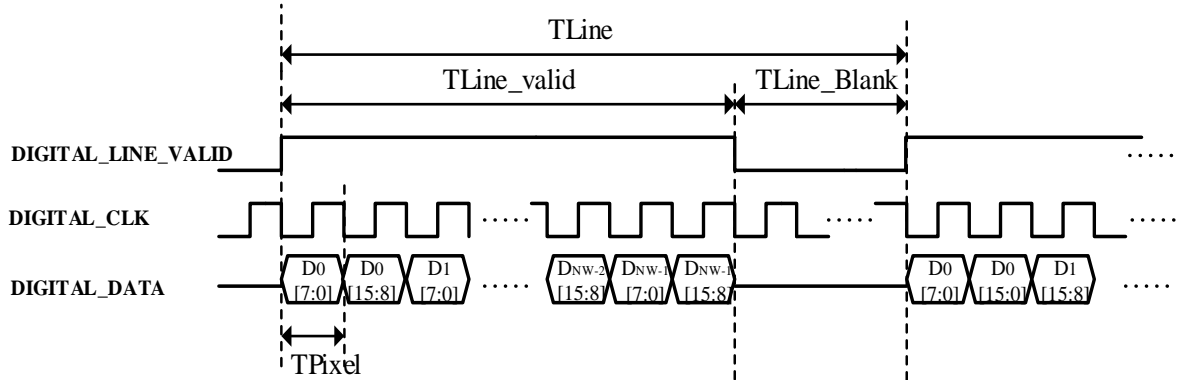 TLine
TLine_valid TLine_Blank
DIGITAL_LINE_VALID ·····
DIGITAL_CLK ····· ····· ·····
D0 D0 D1 DNW-2 DNW-1 DNW-1 D0 D0 D1
DIGITAL_DATA ····· ·····
[7:0] [15:8] [7:0] [15:8] [7:0] [15:8] [7:0] [15:0] [15:8]
TPixel